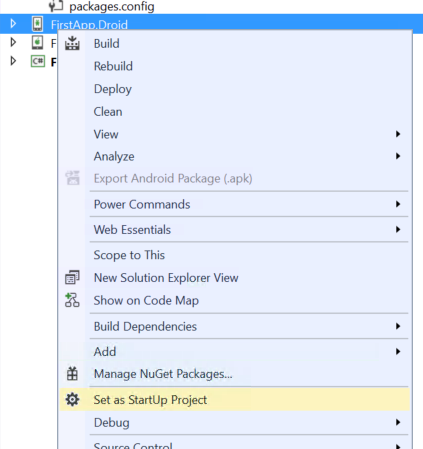 packages.config
FirstApp.Droid
F
F
Build
Rebuild
Deploy
Clean
View
Analyze
Export Android Package (.apk)
Power Commands
Web Essentials
Scope to This
New Solution Explorer View
Show on Code Map
Build Dependencies
Add
Manage NuGet Packages...
Set as StartUp Project
Debug
Source Control